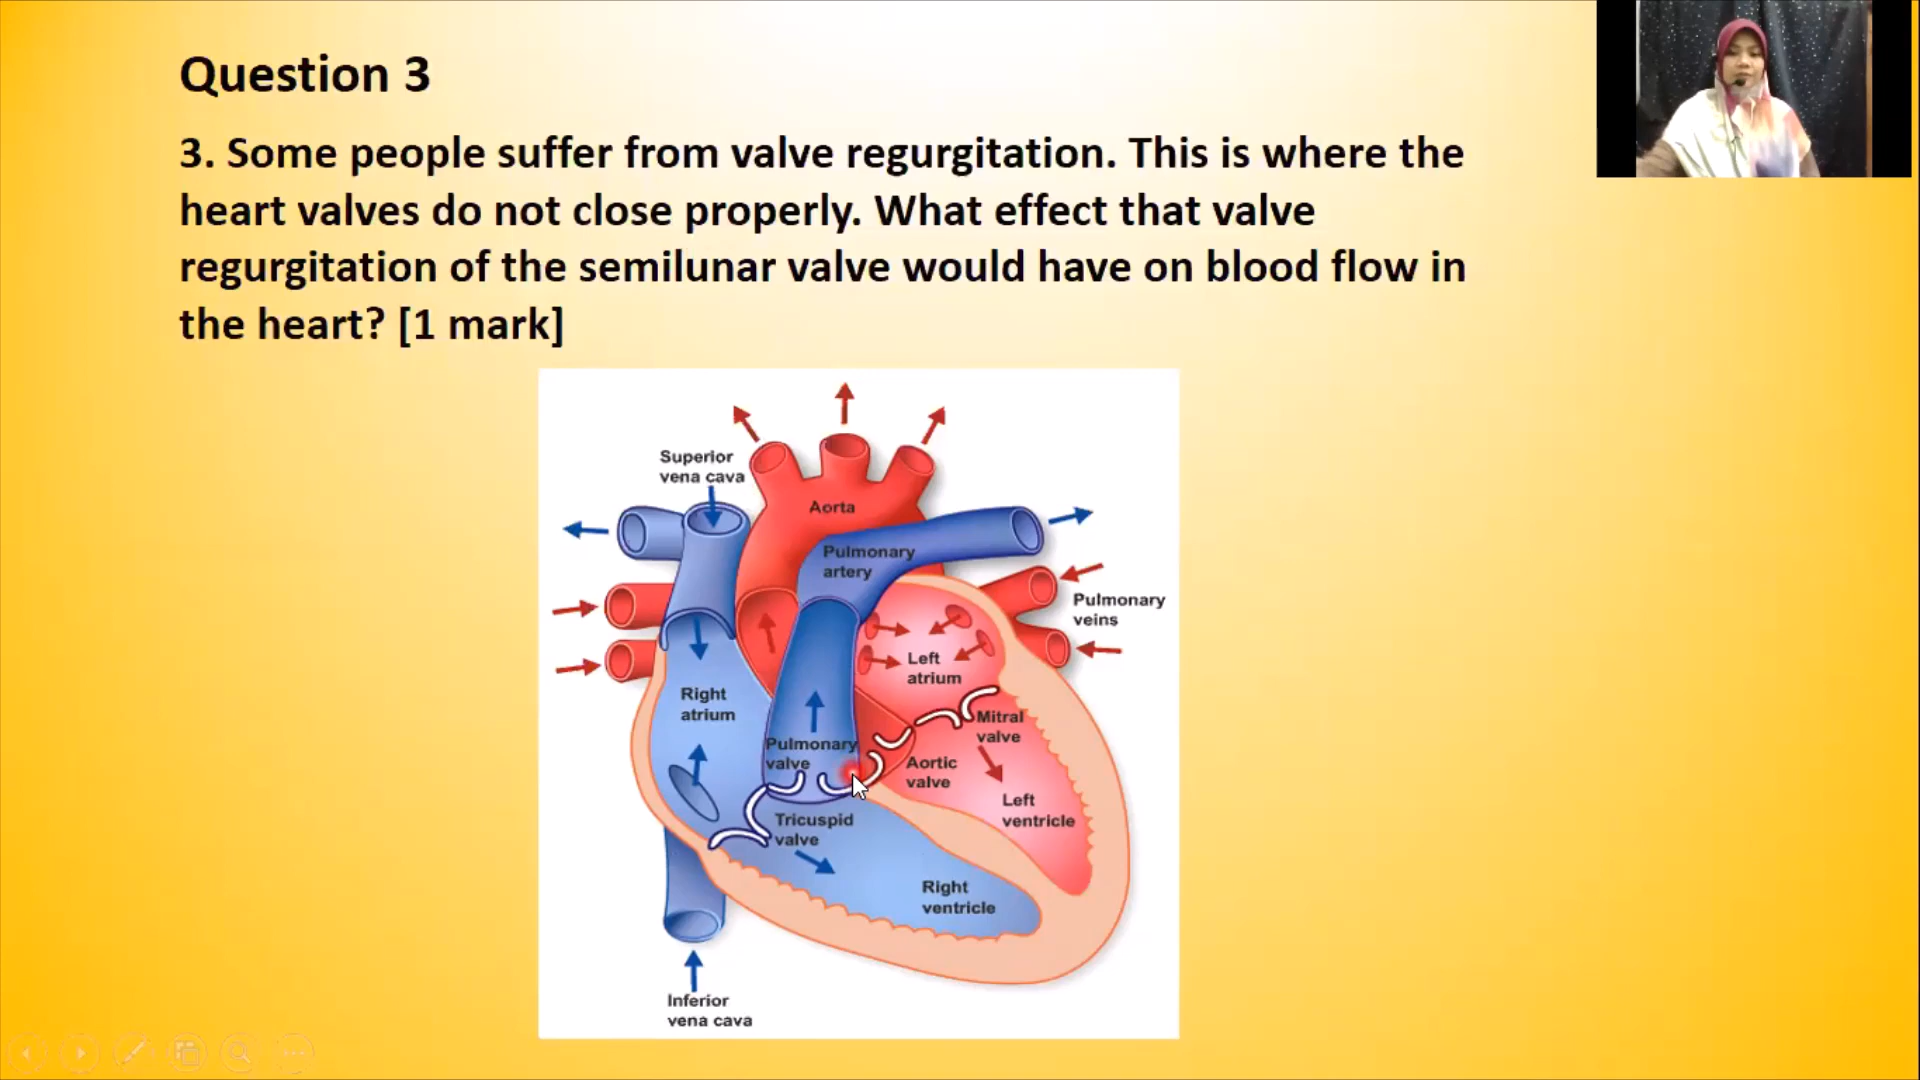 Question 3
3. Some people suffer from valve regurgitation. This is where the
heart valves do not close properly. What effect that valve
regurgitation of the semilunar valve would have on blood flow in
the heart? [1 mark]
Superior
vena cava
Aorta
Pulmonary
artery
Pulmonary
veins
Left
atrium
Right
atrium
Mitral
valve
Pulmonary
valve
Aortic
valve
Left
ventricle
Tricuspid
valve
Right
ventricle
Inferior
vena cava